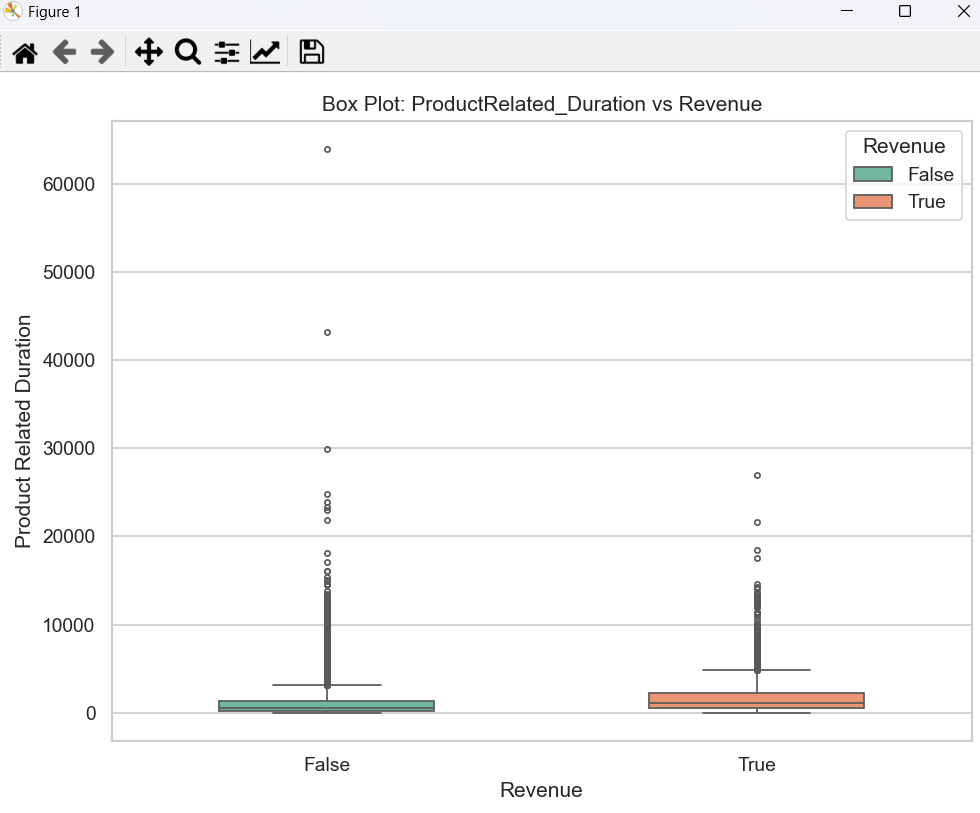 Figure 1
Box Plot: ProductRelated_Duration vs Revenue
Revenue
False
True
60000
50000
40000
30000
20000
10000
0
Product Related Duration
False
True
Revenue